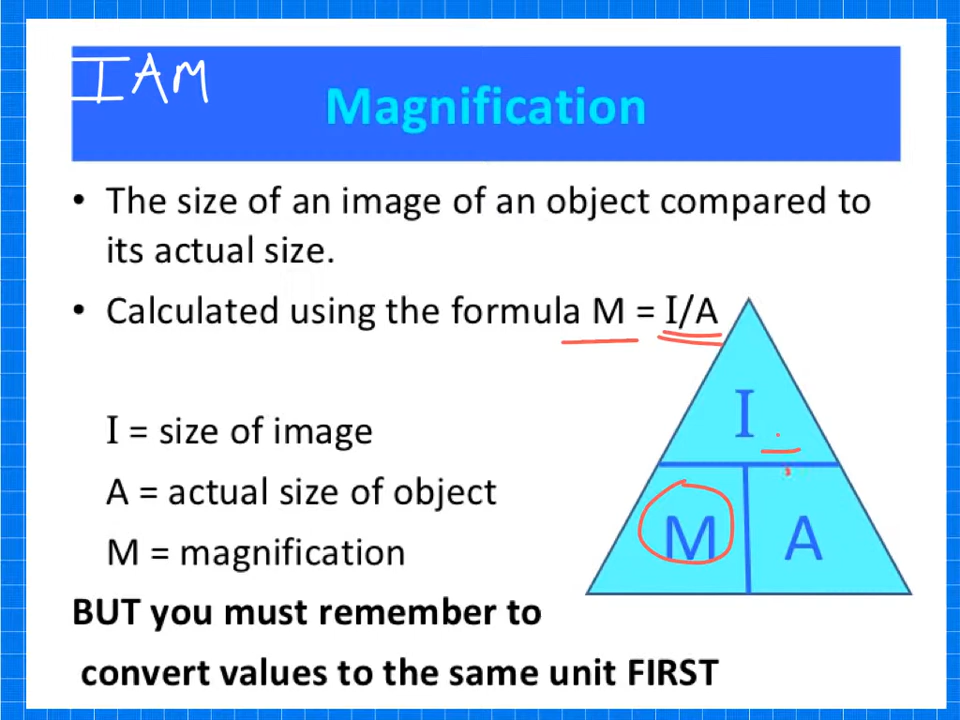 I AM
Magnification
• The size of an image of an object compared to
its actual size.
• Calculated using the formula M = I/A
I = size of image
A = actual size of object
M = magnification
BUT you must remember to
convert values to the same unit FIRST
I
M A